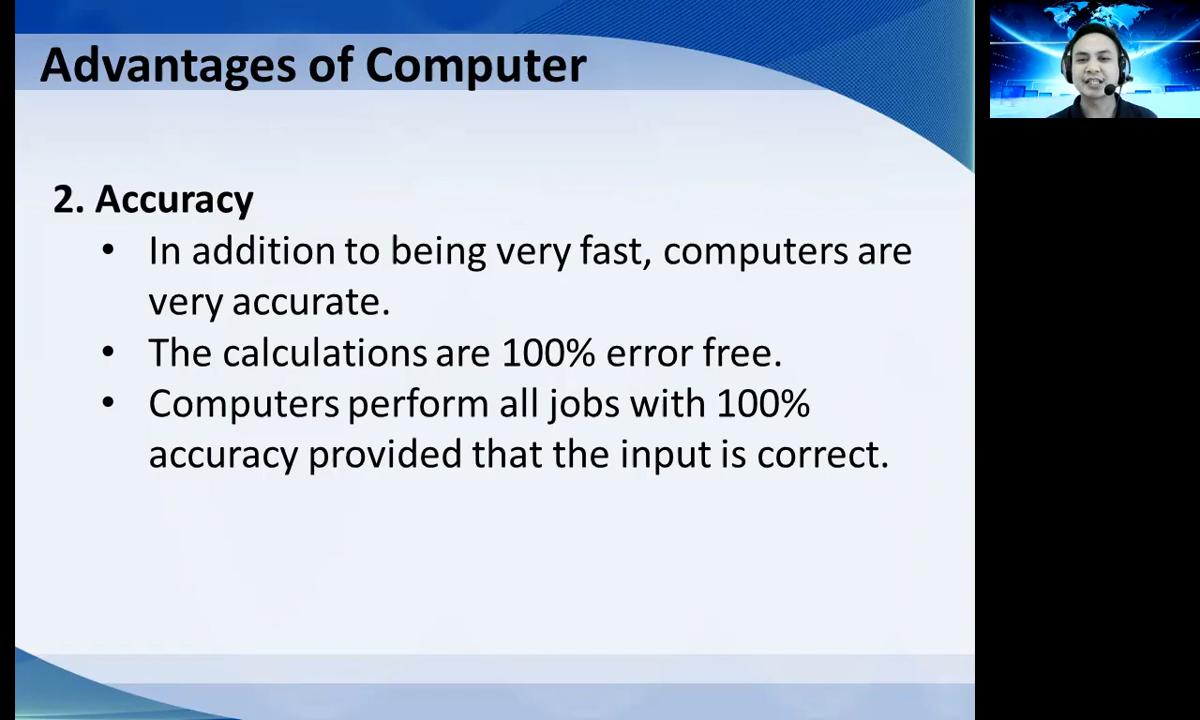 Advantages of Computer
2. Accuracy
• In addition to being very fast, computers are
very accurate.
• The calculations are 100% error free.
• Computers perform all jobs with 100%
accuracy provided that the input is correct.